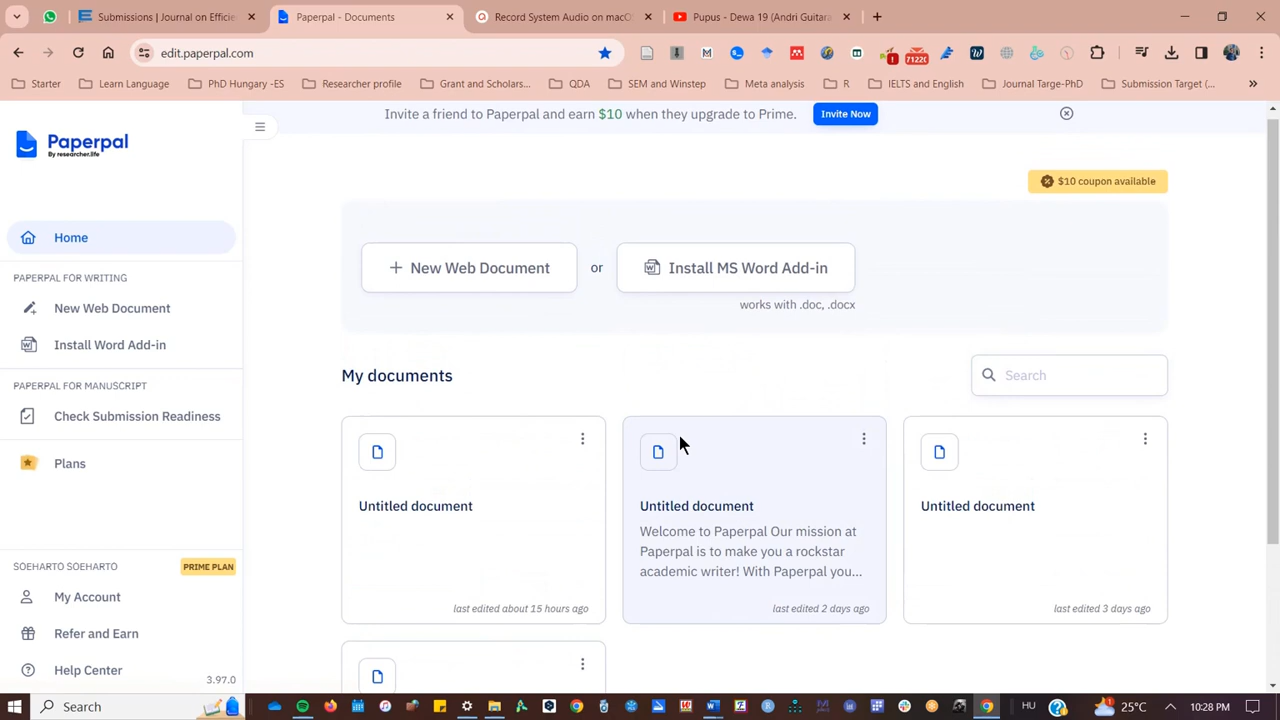 Submissions | Journal on Efficie
Paperpal - Documents
Record System Audio on macO
Pupus - Dewa 19 (Andri Guitara
edit.paperpal.com
71220
Starter
Learn Language
PhD Hungary -ES
Researcher profile
Grant and Scholars...
QDA
SEM and Winstep
Meta analysis
R
IELTS and English
Journal Targe-PhD
Submission Target (...
Invite a friend to Paperpal and earn $10 when they upgrade to Prime.
Invite Now
Paperpal
By researcher.life
$10 coupon available
Home
New Web Document
or
Install MS Word Add-in
works with .doc, .docx
PAPERPAL FOR WRITING
New Web Document
Install Word Add-in
PAPERPAL FOR MANUSCRIPT
Check Submission Readiness
Plans
My documents
Search
Untitled document
last edited about 15 hours ago
Untitled document
Welcome to Paperpal Our mission at
Paperpal is to make you a rockstar
academic writer! With Paperpal you...
last edited 2 days ago
Untitled document
last edited 3 days ago
SOEHARTO SOEHARTO
PRIME PLAN
My Account
Refer and Earn
Help Center
3.97.0
Search
25°C
HU
10:28 PM